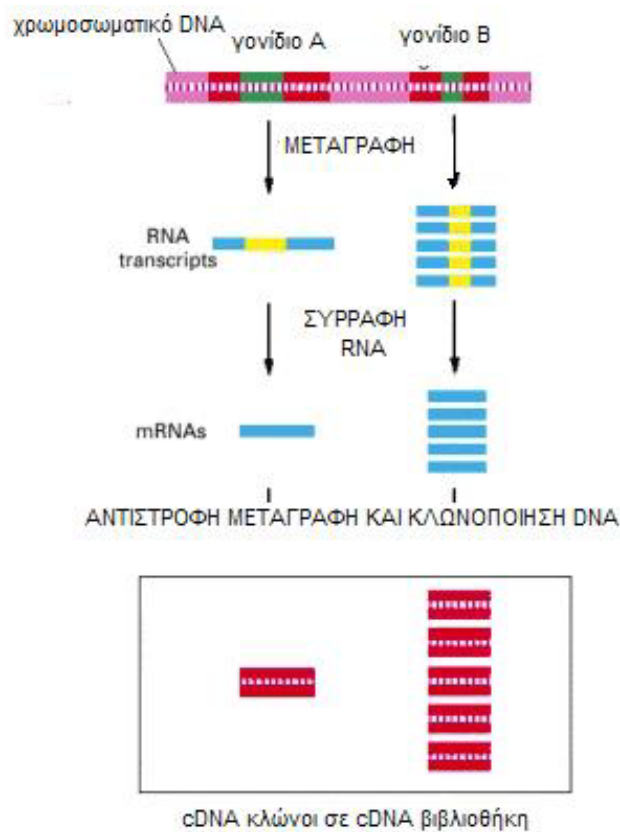 χρωμοσωματικό DNA
γονίδιο A
γονίδιο B
ΜΕΤΑΓΡΑΦΗ
RNA
transcripts
ΣΥΡΡΑΦΗ
RNA
mRNAs
ΑΝΤΙΣΤΡΟΦΗ ΜΕΤΑΓΡΑΦΗ ΚΑΙ ΚΛΩΝΟΠΟΙΗΣΗ DNA
cDNA κλώνοι σε cDNA βιβλιοθήκη